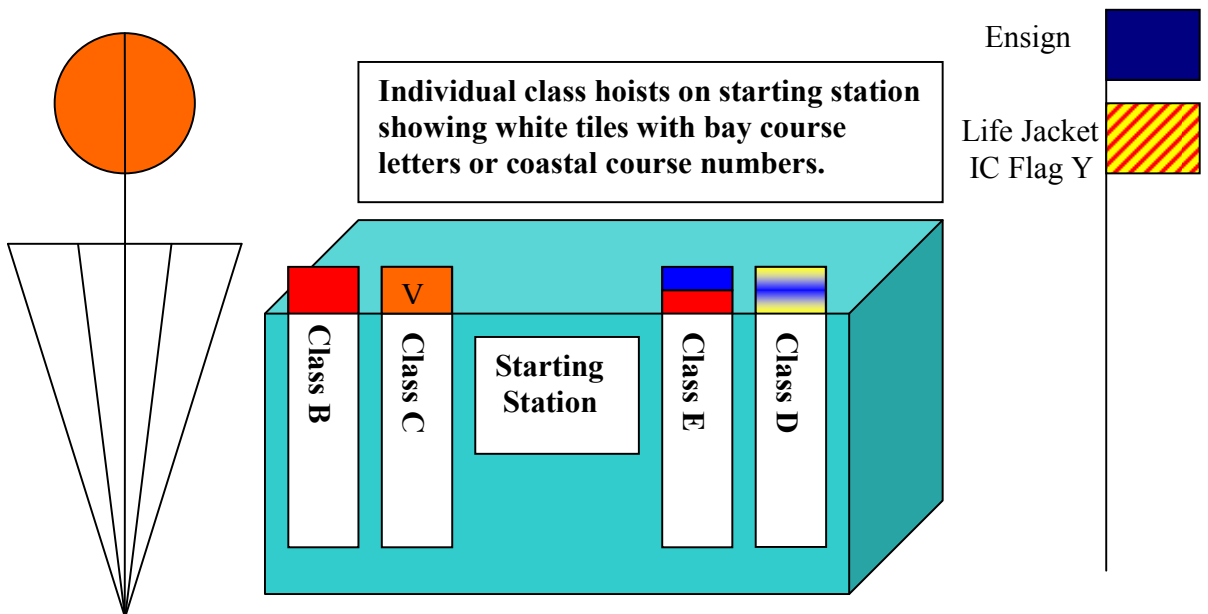 Ensign
Individual class hoists on starting station
showing white tiles with bay course
letters or coastal course numbers.
Life Jacket
IC Flag Y
V
Class B
Class C
Starting
Station
Class E
Class D